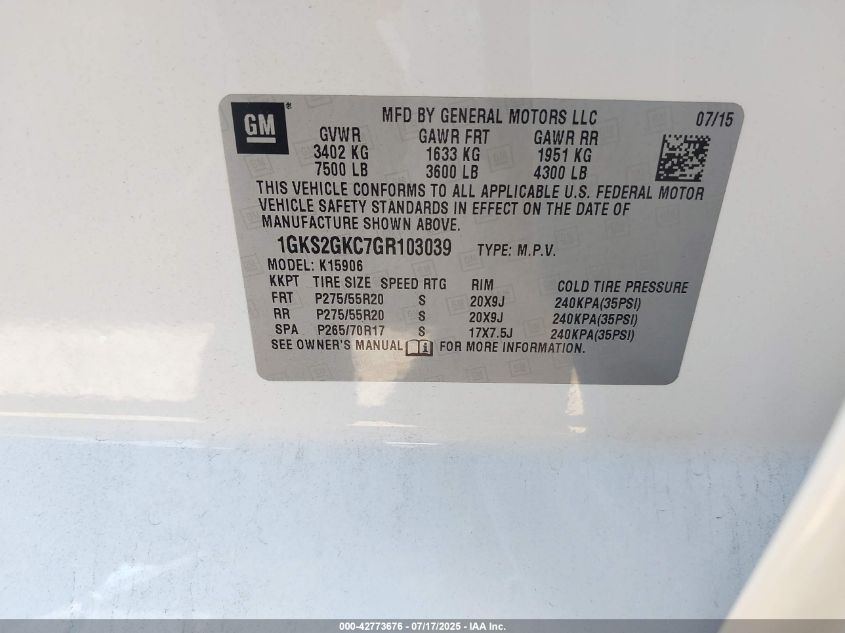 GM
MFD BY GENERAL MOTORS LLC 07/15
GVWR GAWR FRT GAWR RR
3402 KG 1633 KG 1951 KG
7500 LB 3600 LB 4300 LB
THIS VEHICLE CONFORMS TO ALL APPLICABLE U.S. FEDERAL MOTOR
VEHICLE SAFETY STANDARDS IN EFFECT ON THE DATE OF
MANUFACTURE SHOWN ABOVE.
1GKS2GKC7GR103039 TYPE: M.P.V.
MODEL: K15906
KKPT TIRE SIZE SPEED RTG RIM COLD TIRE PRESSURE
FRT P275/55R20 S 20X9J 240KPA(35PSI)
RR P275/55R20 S 20X9J 240KPA(35PSI)
SPA P265/70R17 S 17X7.5J 240KPA(35PSI)
SEE OWNER'S MANUAL FOR MORE INFORMATION.
000-42773676 - 07/17/2025 - IAA Inc.